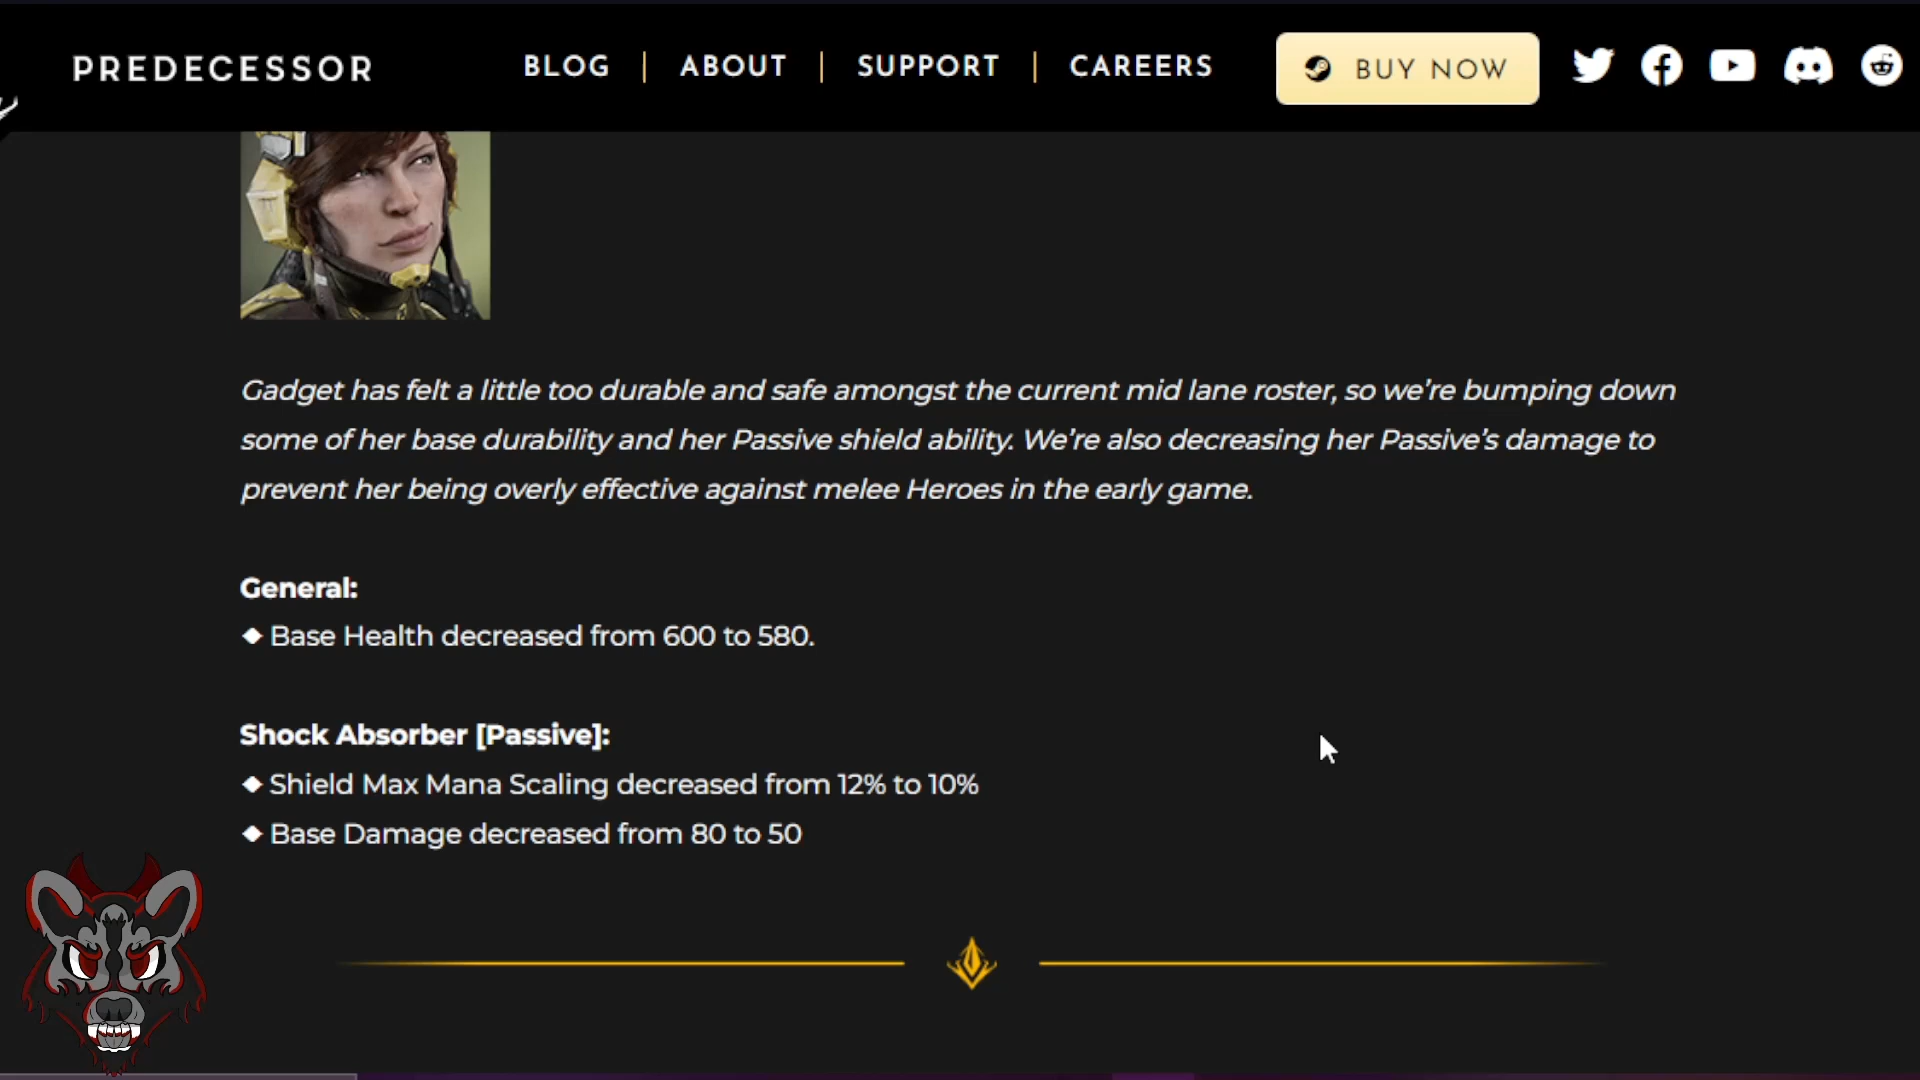 PREDECESSOR
BLOG | ABOUT | SUPPORT | CAREERS
BUY NOW
Gadget has felt a little too durable and safe amongst the current mid lane roster, so we’re bumping down
some of her base durability and her Passive shield ability. We’re also decreasing her Passive’s damage to
prevent her being overly effective against melee Heroes in the early game.
General:
◆ Base Health decreased from 600 to 580.
Shock Absorber [Passive]:
◆ Shield Max Mana Scaling decreased from 12% to 10%
◆ Base Damage decreased from 80 to 50